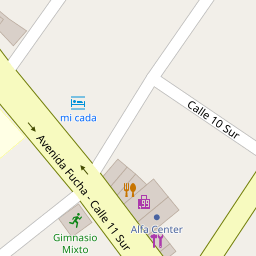 mi cada
Calle 10 Sur
Avenida Fucha - Calle 11 Sur
Alfa Center
Gimnasio
Mixto